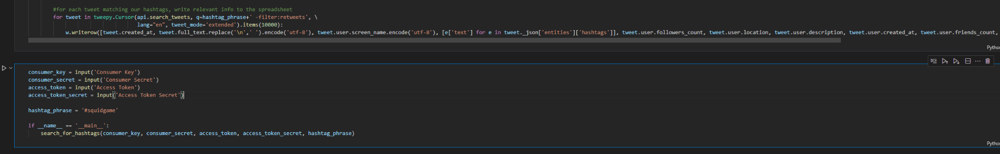 #for each tweet matching our hashtags, write relevant info to the spreadsheet
for tweet in tweepy.Cursor(api.search_tweets, q=hashtag_phrase+' -filter:retweets', \
lang="en", tweet_mode='extended').items(10000):
w.writerow([tweet.created_at, tweet.full_text.replace('\n',' ').encode('utf-8'), tweet.user.screen_name.encode('utf-8'), [e['text'] for e in tweet._json['entities']['hashtags']], tweet.user.followers_count, tweet.user.location, tweet.user.description, tweet.user.created_at, tweet.user.friends_count,
Pytho
consumer_key = input('Consumer Key')
consumer_secret = input('Consumer Secret')
access_token = input('Access Token')
access_token_secret = input('Access Token Secret')
hashtag_phrase = '#squidgame'
if __name__ == '__main__':
search_for_hashtags(consumer_key, consumer_secret, access_token, access_token_secret, hashtag_phrase)
Pytho